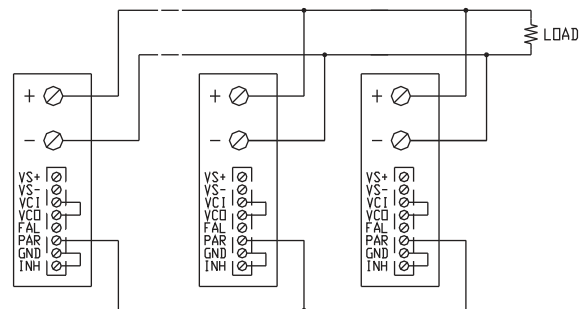 LOAD
+ + +
- - -
VS+ VS+ VS+
VS- VS- VS-
VCI VCI VCI
VCO VCO VCO
FAL FAL FAL
PAR PAR PAR
GND GND GND
INH INH INH